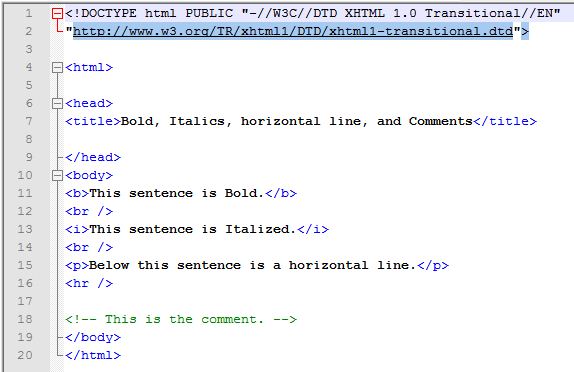 1 <!DOCTYPE html PUBLIC "-//W3C//DTD XHTML 1.0 Transitional//EN"
2 "http://www.w3.org/TR/xhtml1/DTD/xhtml1-transitional.dtd">
3
4 <html>
5
6 <head>
7 <title>Bold, Italics, horizontal line, and Comments</title>
8
9 </head>
10 <body>
11 <b>This sentence is Bold.</b>
12 <br />
13 <i>This sentence is Italized.</i>
14 <br />
15 <p>Below this sentence is a horizontal line.</p>
16 <hr />
17
18 <!-- This is the comment. -->
19 </body>
20 </html>